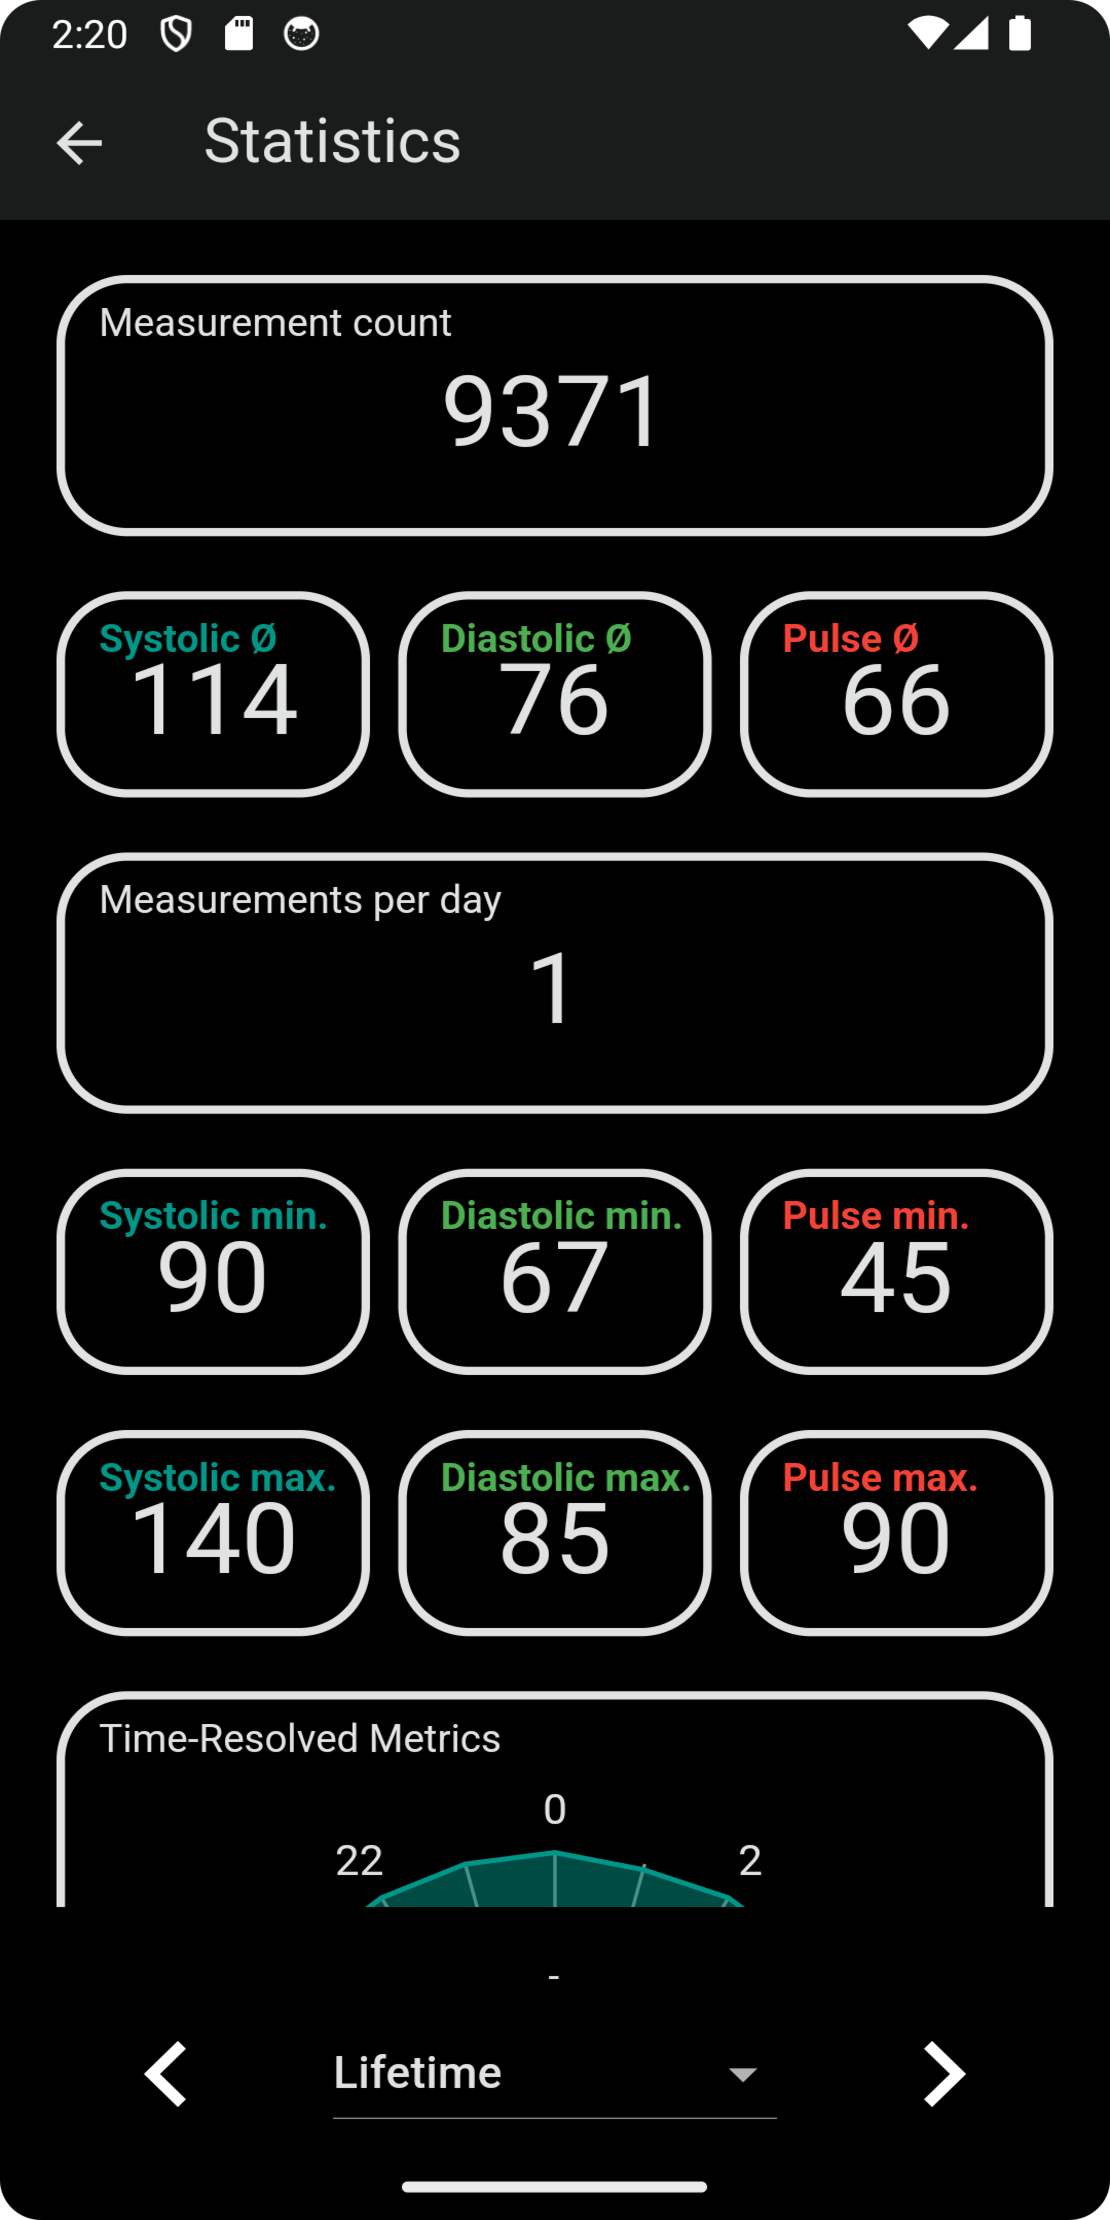 2:20
Statistics
Measurement count
9371
Systolic Ø Diastolic Ø Pulse Ø
114 76 66
Measurements per day
1
Systolic min. Diastolic min. Pulse min.
90 67 45
Systolic max. Diastolic max. Pulse max.
140 85 90
Time-Resolved Metrics
0
22 2
-
Lifetime